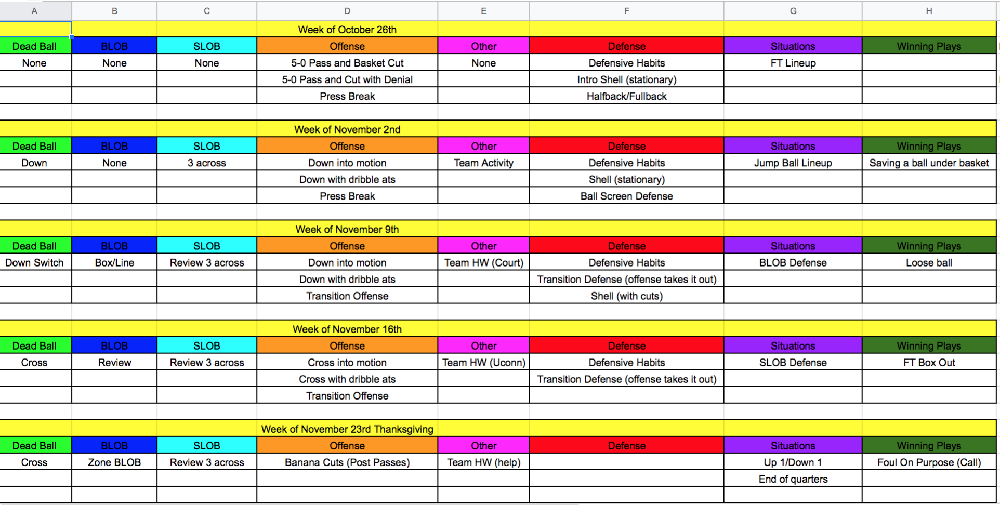 A B C D E F G H
Week of October 26th
Dead Ball BLOB SLOB Offense Other Defense Situations Winning Plays
None None None 5-0 Pass and Basket Cut None Defensive Habits FT Lineup
5-0 Pass and Cut with Denial Intro Shell (stationary)
Press Break Halfback/Fullback
Week of November 2nd
Dead Ball BLOB SLOB Offense Other Defense Situations Winning Plays
Down None 3 across Down into motion Team Activity Defensive Habits Jump Ball Lineup Saving a ball under basket
Down with dribble ats Shell (stationary)
Press Break Ball Screen Defense
Week of November 9th
Dead Ball BLOB SLOB Offense Other Defense Situations Winning Plays
Down Switch Box/Line Review 3 across Down into motion Team HW (Court) Defensive Habits BLOB Defense Loose ball
Down with dribble ats Transition Defense (offense takes it out)
Transition Offense Shell (with cuts)
Week of November 16th
Dead Ball BLOB SLOB Offense Other Defense Situations Winning Plays
Cross Review Review 3 across Cross into motion Team HW (Uconn) Defensive Habits SLOB Defense FT Box Out
Cross with dribble ats Transition Defense (offense takes it out)
Transition Offense
Week of November 23rd Thanksgiving
Dead Ball BLOB SLOB Offense Other Defense Situations Winning Plays
Cross Zone BLOB Review 3 across Banana Cuts (Post Passes) Team HW (help) Up 1/Down 1 Foul On Purpose (Call)
End of quarters